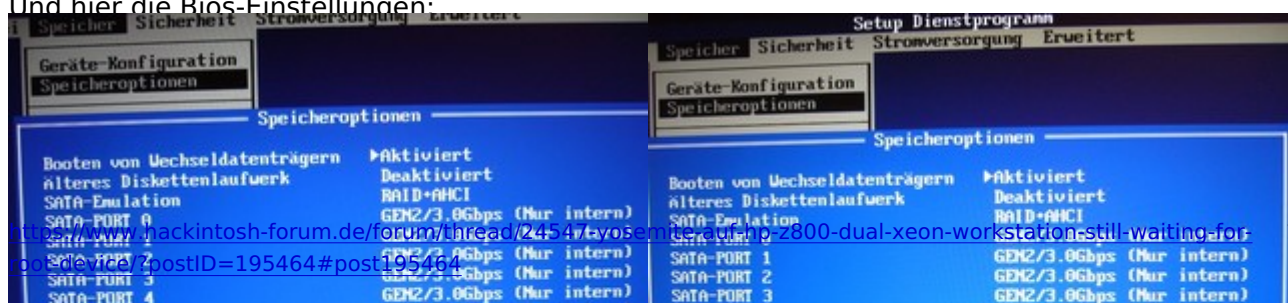 Und hier die Bios-Einstellungen:
Speicher Sicherheit Stromversorgung Erweitert
Geräte-Konfiguration
Speicheroptionen
Speicheroptionen
Booten von Wechseldatenträgern ▶Aktiviert
Älteres Diskettenlaufwerk Deaktiviert
SATA-Emulation RAID+AHCI
SATA-PORT 0 GEN2/3.0Gbps (Nur intern)
SATA-PORT 3 GEN2/3.0Gbps (Nur intern)
SATA-PORT 4 GEN2/3.0Gbps (Nur intern)
Setup Dienstprogramm
Speicher Sicherheit Stromversorgung Erweitert
Geräte-Konfiguration
Speicheroptionen
Speicheroptionen
Booten von Wechseldatenträgern ▶Aktiviert
Älteres Diskettenlaufwerk Deaktiviert
SATA-Emulation RAID+AHCI
SATA-PORT 1 GEN2/3.0Gbps (Nur intern)
SATA-PORT 2 GEN2/3.0Gbps (Nur intern)
SATA-PORT 3 GEN2/3.0Gbps (Nur intern)
https://www.hackintosh-forum.de/forum/thread/24547-yosemite-auf-hp-z800-dual-xeon-workstation-still-waiting-for-
root-device/?postID=195464#post195464